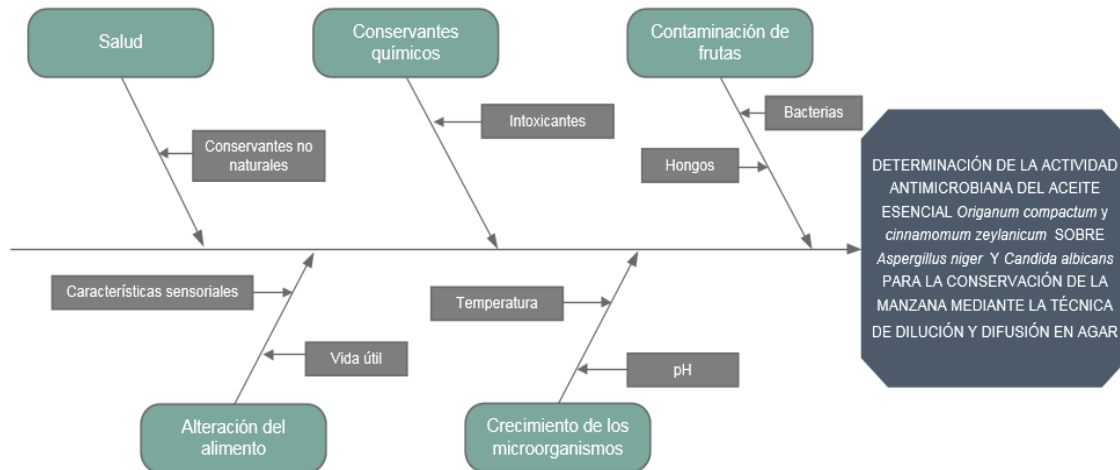 Salud
Conservantes
químicos
Contaminación de
frutas
Conservantes no
naturales
Intoxicantes
Bacterias
Hongos
DETERMINACIÓN DE LA ACTIVIDAD
ANTIMICROBIANA DEL ACEITE
ESENCIAL Origanum compactum y
cinnamomum zeylanicum SOBRE
Aspergillus niger Y Candida albicans
PARA LA CONSERVACIÓN DE LA
MANZANA MEDIANTE LA TÉCNICA
DE DILUCIÓN Y DIFUSIÓN EN AGAR
Características sensoriales
Vida útil
Temperatura
pH
Alteración del
alimento
Crecimiento de los
microorganismos